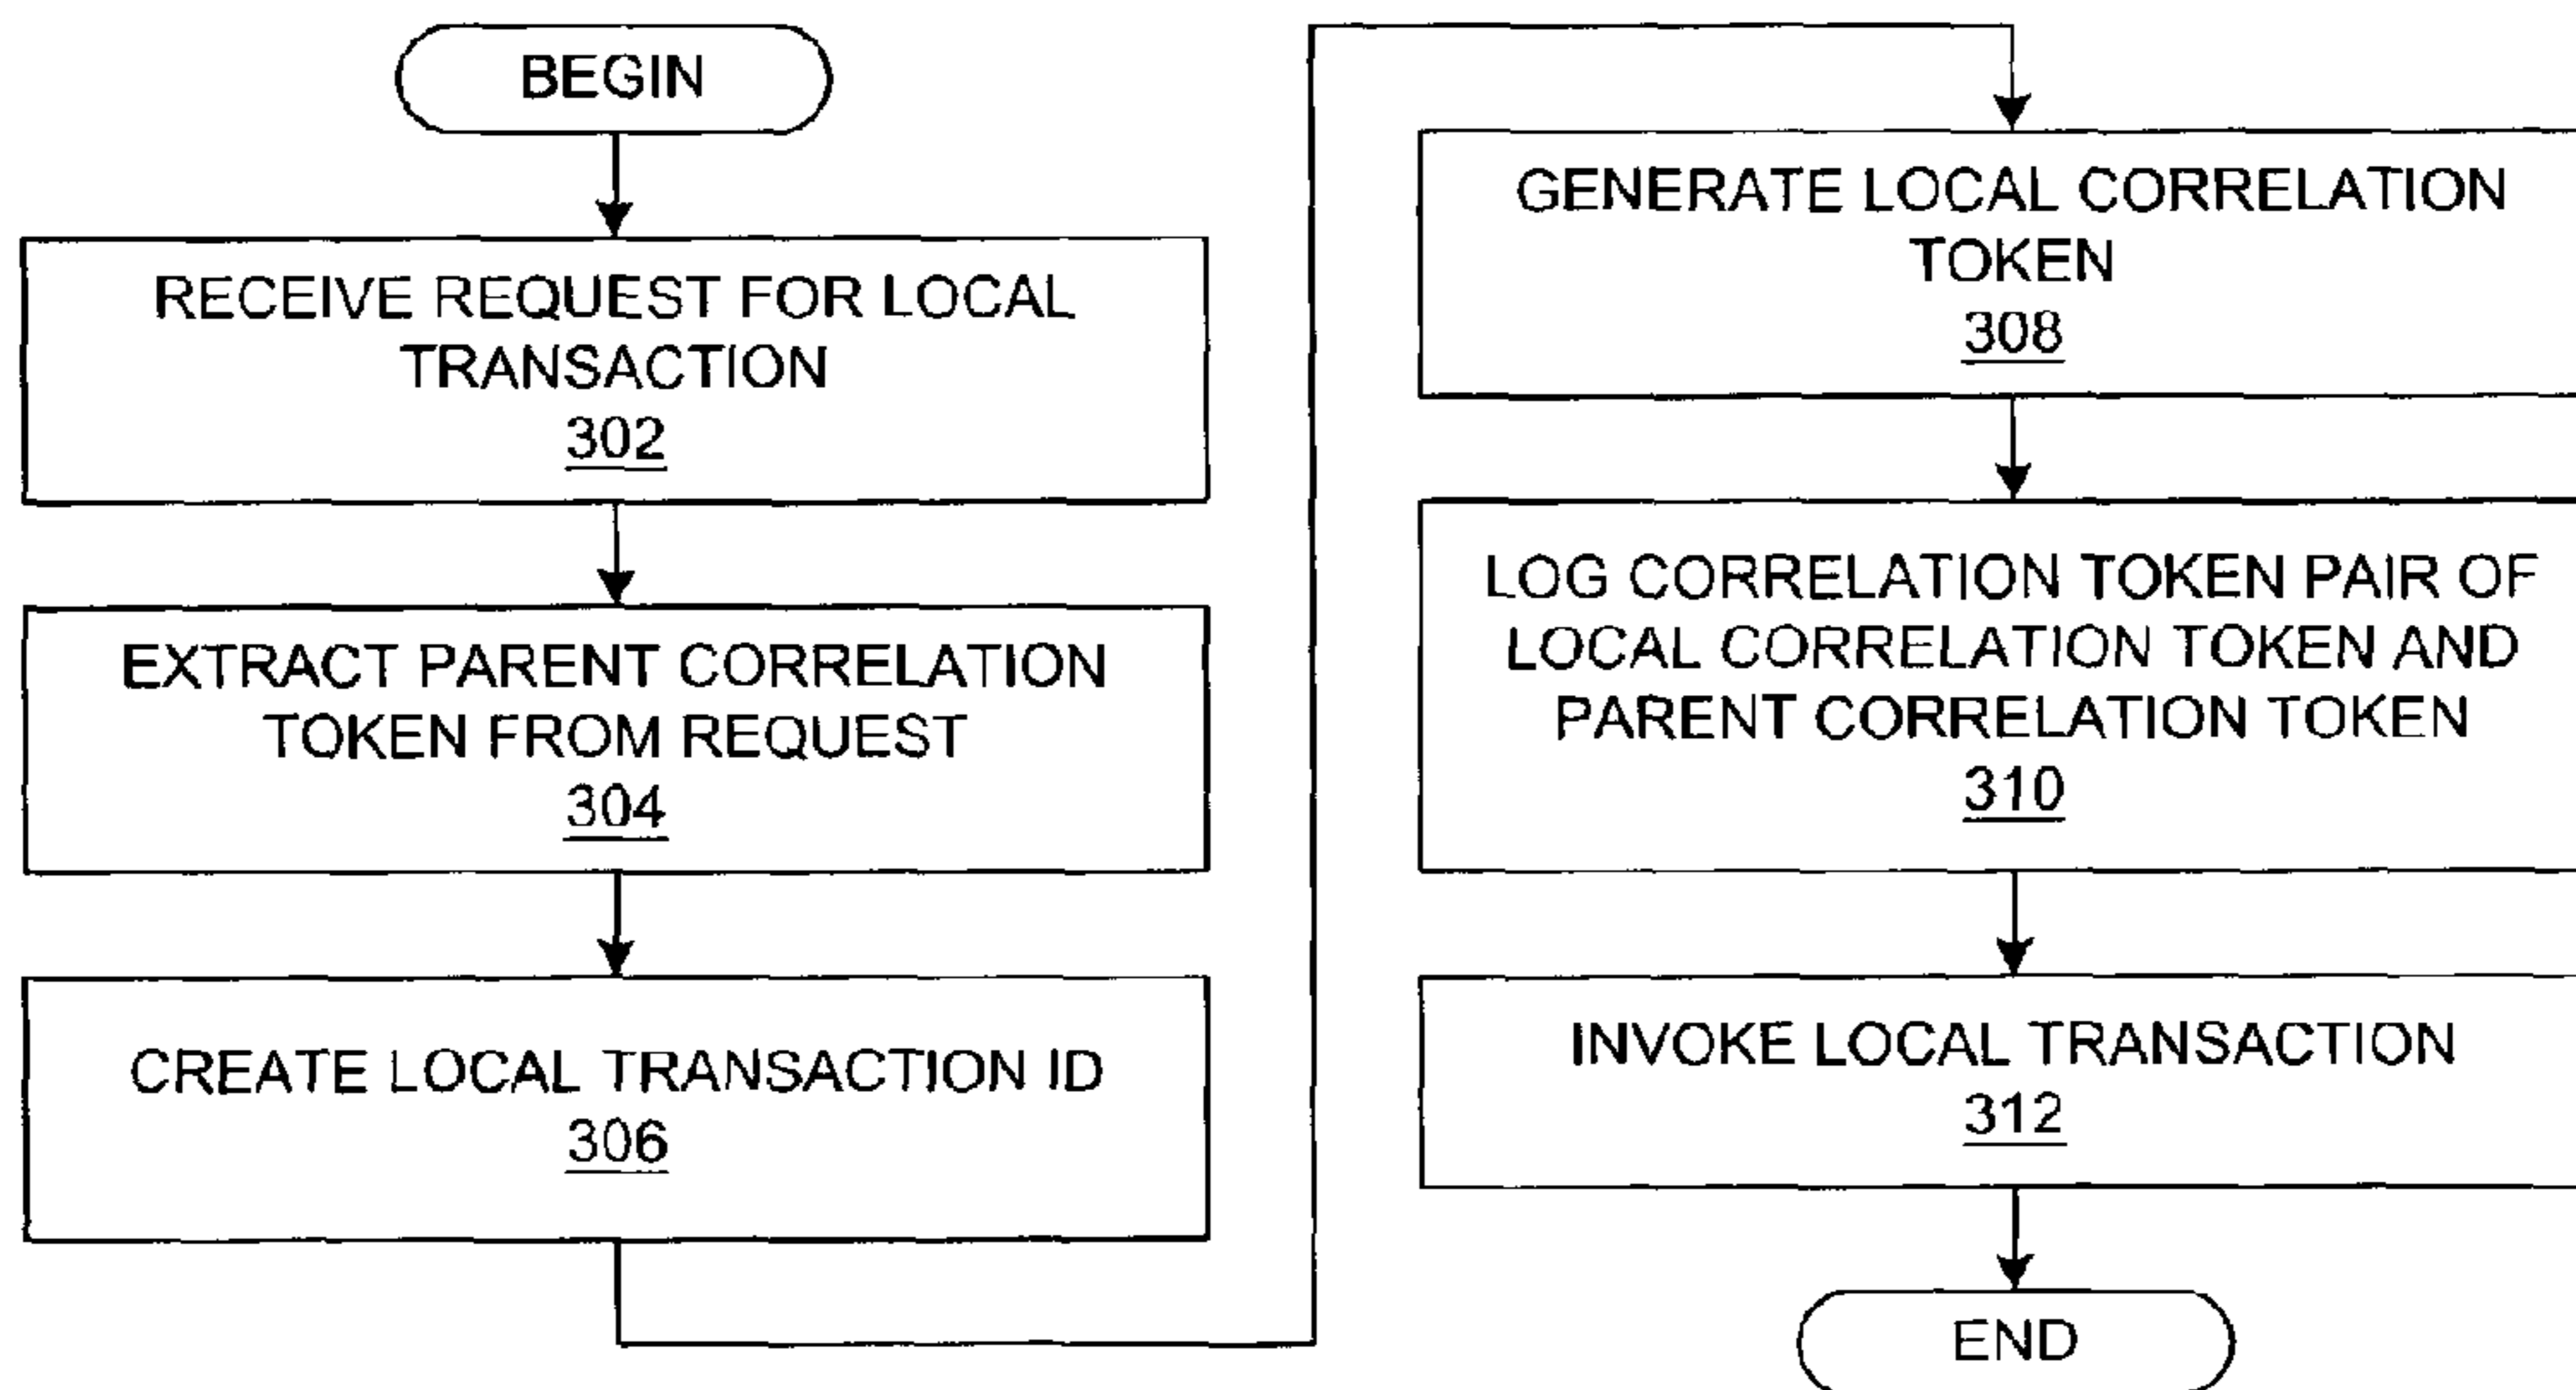 BEGIN
RECEIVE REQUEST FOR LOCAL
TRANSACTION
302
EXTRACT PARENT CORRELATION
TOKEN FROM REQUEST
304
CREATE LOCAL TRANSACTION ID
306
GENERATE LOCAL CORRELATION
TOKEN
308
LOG CORRELATION TOKEN PAIR OF
LOCAL CORRELATION TOKEN AND
PARENT CORRELATION TOKEN
310
INVOKE LOCAL TRANSACTION
312
END